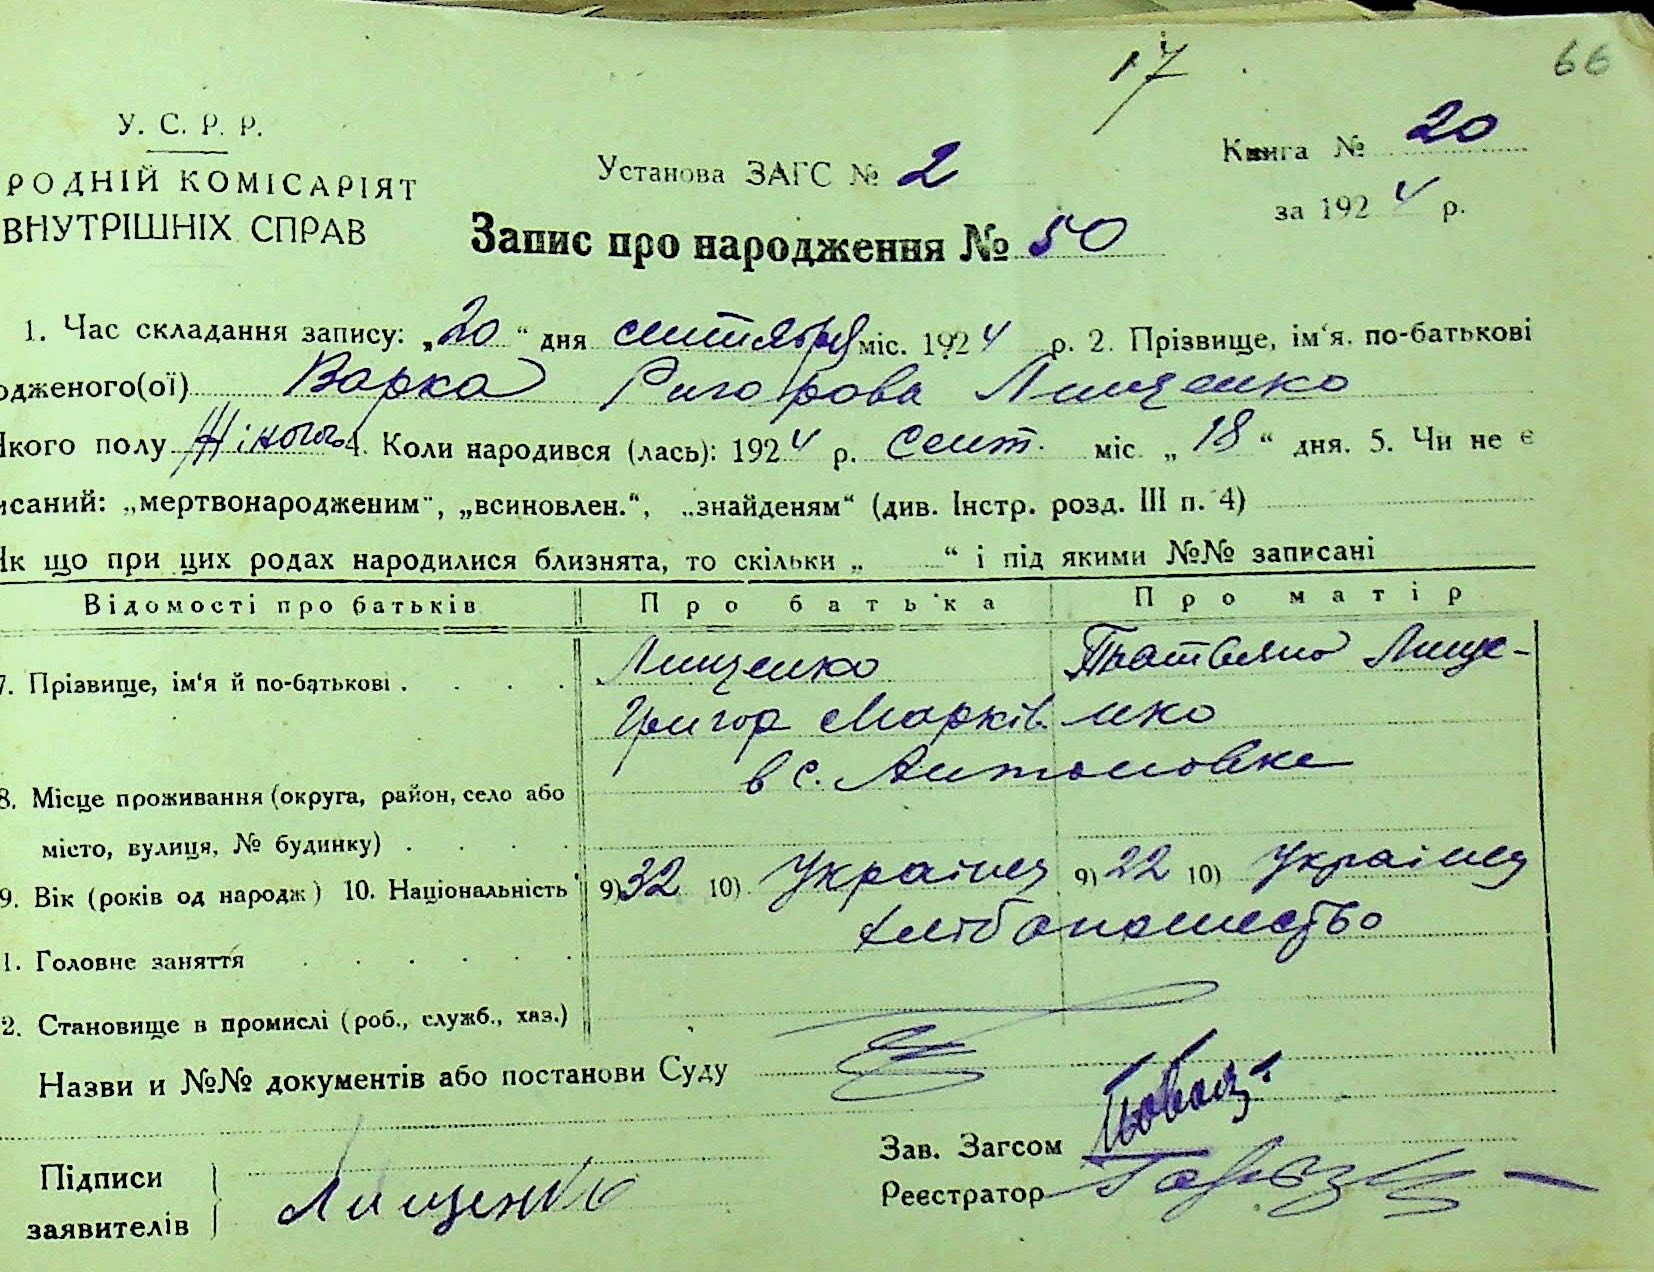 17
66
У. С. Р. Р.
РОДНІЙ КОМІСАРІЯТ
ВНУТРІШНІХ СПРАВ
Установа ЗАГС № 2
Книга № 20
за 1924 р.
Запис про народження № 50
1. Час складання запису: „20“ дня сентября міс. 1924 р. 2. Прізвище, ім‘я. по-батькові
одженого(ої) Варка Григорова Лищенко
якого полу Жіного 4. Коли народився (лась): 1924 р. Сент. міс. „18“ дня. 5. Чи не є
исаний: „мертвонародженим“, „всиновлен.“, „знайденям“ (див. Інстр. розд. III п. 4)
Як що при цих родах народилися близнята, то скільки „ “ і під якими №№ записані
Відомості про батьків Про батька Про матір
7. Прізвище, ім‘я й по-батькові . . . . Лищенко Татьяна Лище-
Григор Марків. нко
в с. Антоновке
8. Місце проживання (округа, район, село або
місто, вулиця, № будинку) . . . .
9. Вік (років од народж) 10. Національність 9) 32 10) Українец 9) 22 10) Українец
хлібопашество
1. Головне заняття . . . . . .
2. Становище в промислі (роб., служб., хаз.)
Назви и №№ документів або постанови Суду
Зав. Загсом
Підписи
заявителів Лищенко
Реєстратор